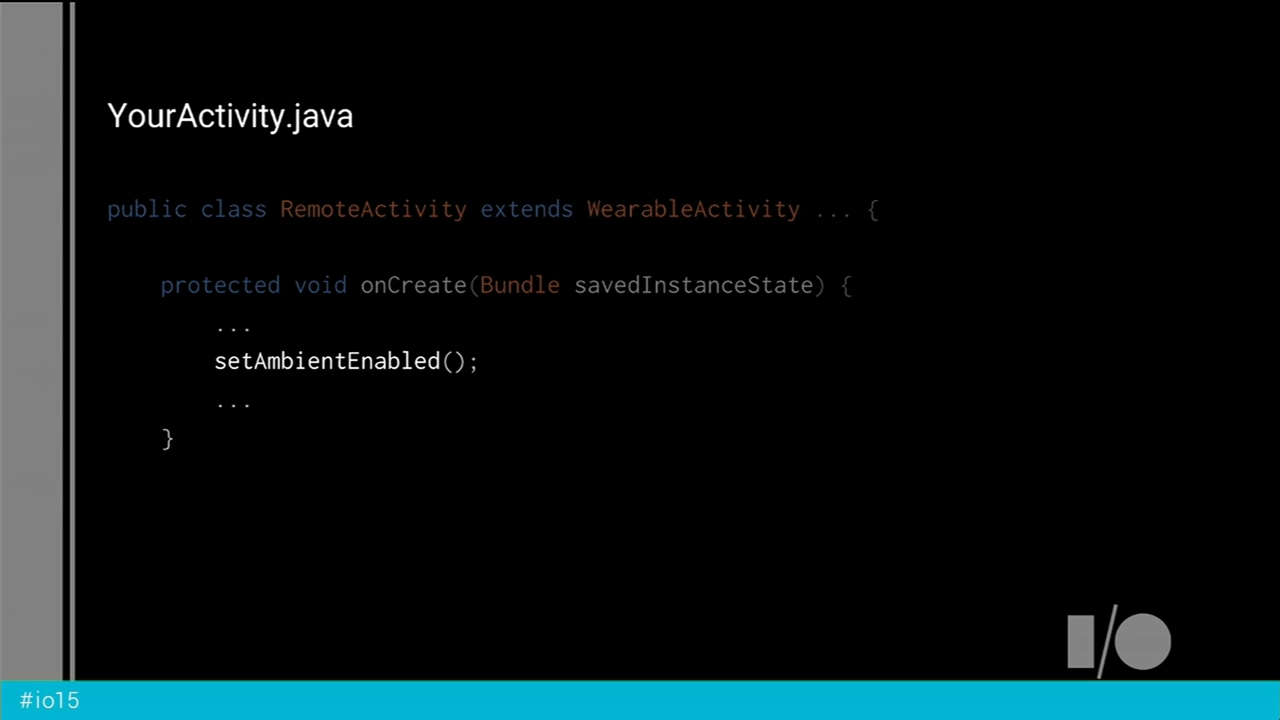 YourActivity.java
public class RemoteActivity extends WearableActivity ... {
protected void onCreate(Bundle savedInstanceState) {
...
setAmbientEnabled();
...
}
I/O
#io15